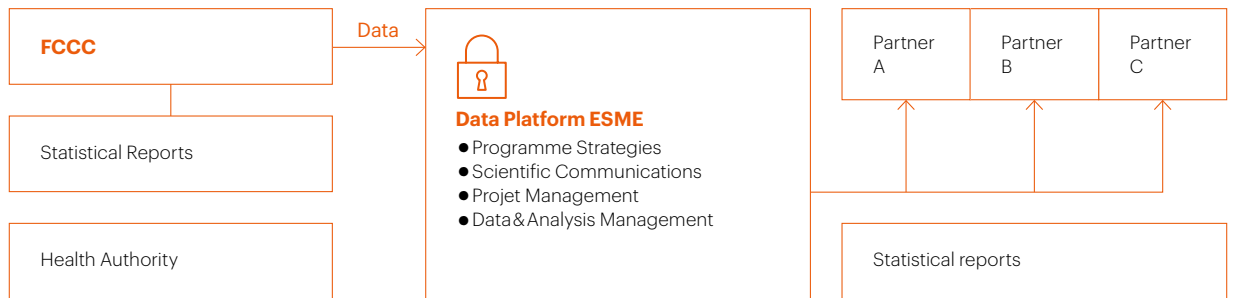 FCCC
Data
Statistical Reports
Health Authority
Data Platform ESME
●Programme Strategies
●Scientific Communications
●Projet Management
●Data&Analysis Management
Partner
A
Partner
B
Partner
C
Statistical reports